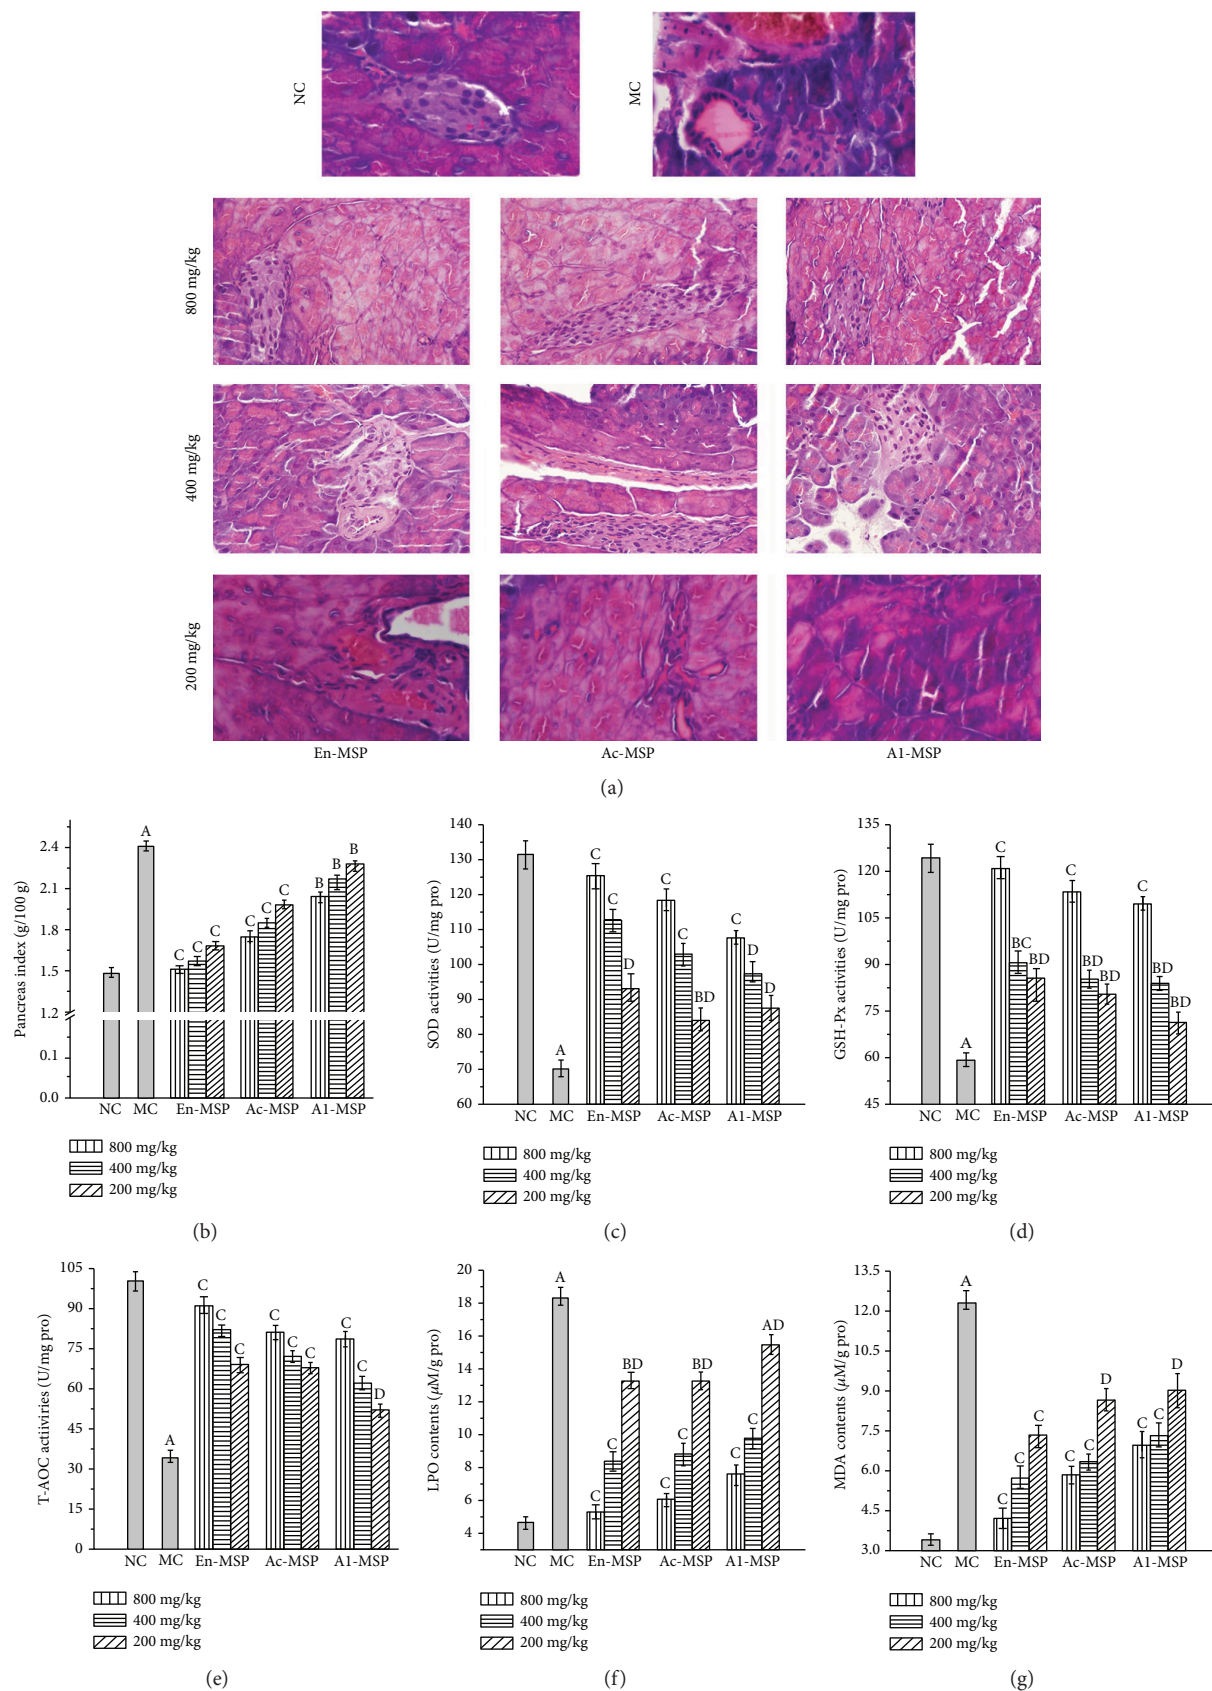 NC
MC
800 mg/kg
400 mg/kg
200 mg/kg
En-MSP
Ac-MSP
A1-MSP
(a)
Pancreas index (g/100 g)
2.4
2.1
1.8
1.5
1.2
0.1
0.0
A
C C C
C C C
B B B
NC MC En-MSP Ac-MSP A1-MSP
800 mg/kg
400 mg/kg
200 mg/kg
(b)
SOD activities (U/mg pro)
140
130
120
110
100
90
80
70
60
A
C C D
C C BD
C D D
NC MC En-MSP Ac-MSP A1-MSP
800 mg/kg
400 mg/kg
200 mg/kg
(c)
GSH-Px activities (U/mg pro)
135
120
105
90
75
60
45
A
C BC BD
C BD BD
C BD BD
NC MC En-MSP Ac-MSP A1-MSP
800 mg/kg
400 mg/kg
200 mg/kg
(d)
T-AOC actiiviries (U/mg pro)
105
90
75
60
45
30
15
0
A
C C C
C C C
C C D
NC MC En-MSP Ac-MSP A1-MSP
800 mg/kg
400 mg/kg
200 mg/kg
(e)
LPO contents (μM/g pro)
20
18
16
14
12
10
8
6
4
A
C C BD
C C BD
C C AD
NC MC En-MSP Ac-MSP A1-MSP
800 mg/kg
400 mg/kg
200 mg/kg
(f)
MDA contents (μM/g pro)
13.5
12.0
10.5
9.0
7.5
6.0
4.5
3.0
A
C C C
C C D
C C D
NC MC En-MSP Ac-MSP A1-MSP
800 mg/kg
400 mg/kg
200 mg/kg
(g)